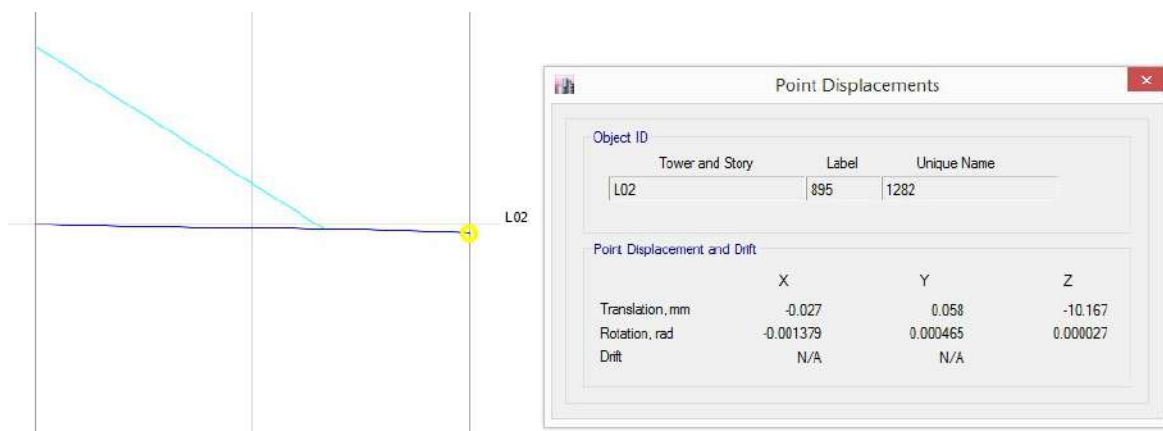 L02
Point Displacements
Object ID
Tower and Story Label Unique Name
L02 895 1282
Point Displacement and Drift
X Y Z
Translation, mm -0.027 0.058 -10.167
Rotation, rad -0.001379 0.000465 0.000027
Drift N/A N/A